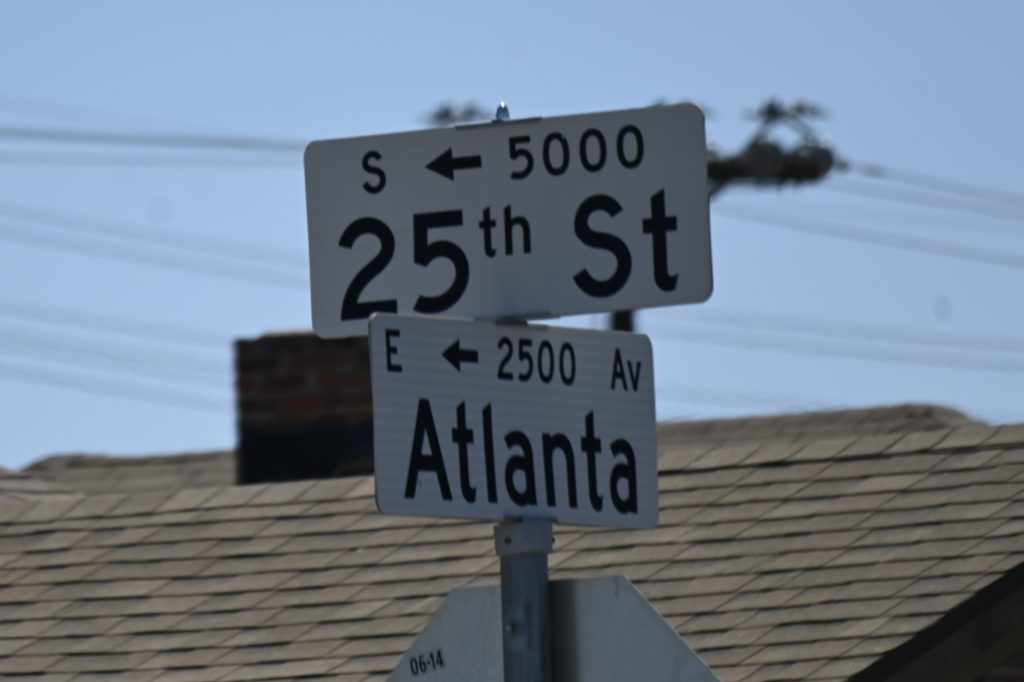 S ← 5000
25th St
E ← 2500 Av
Atlanta
06-14